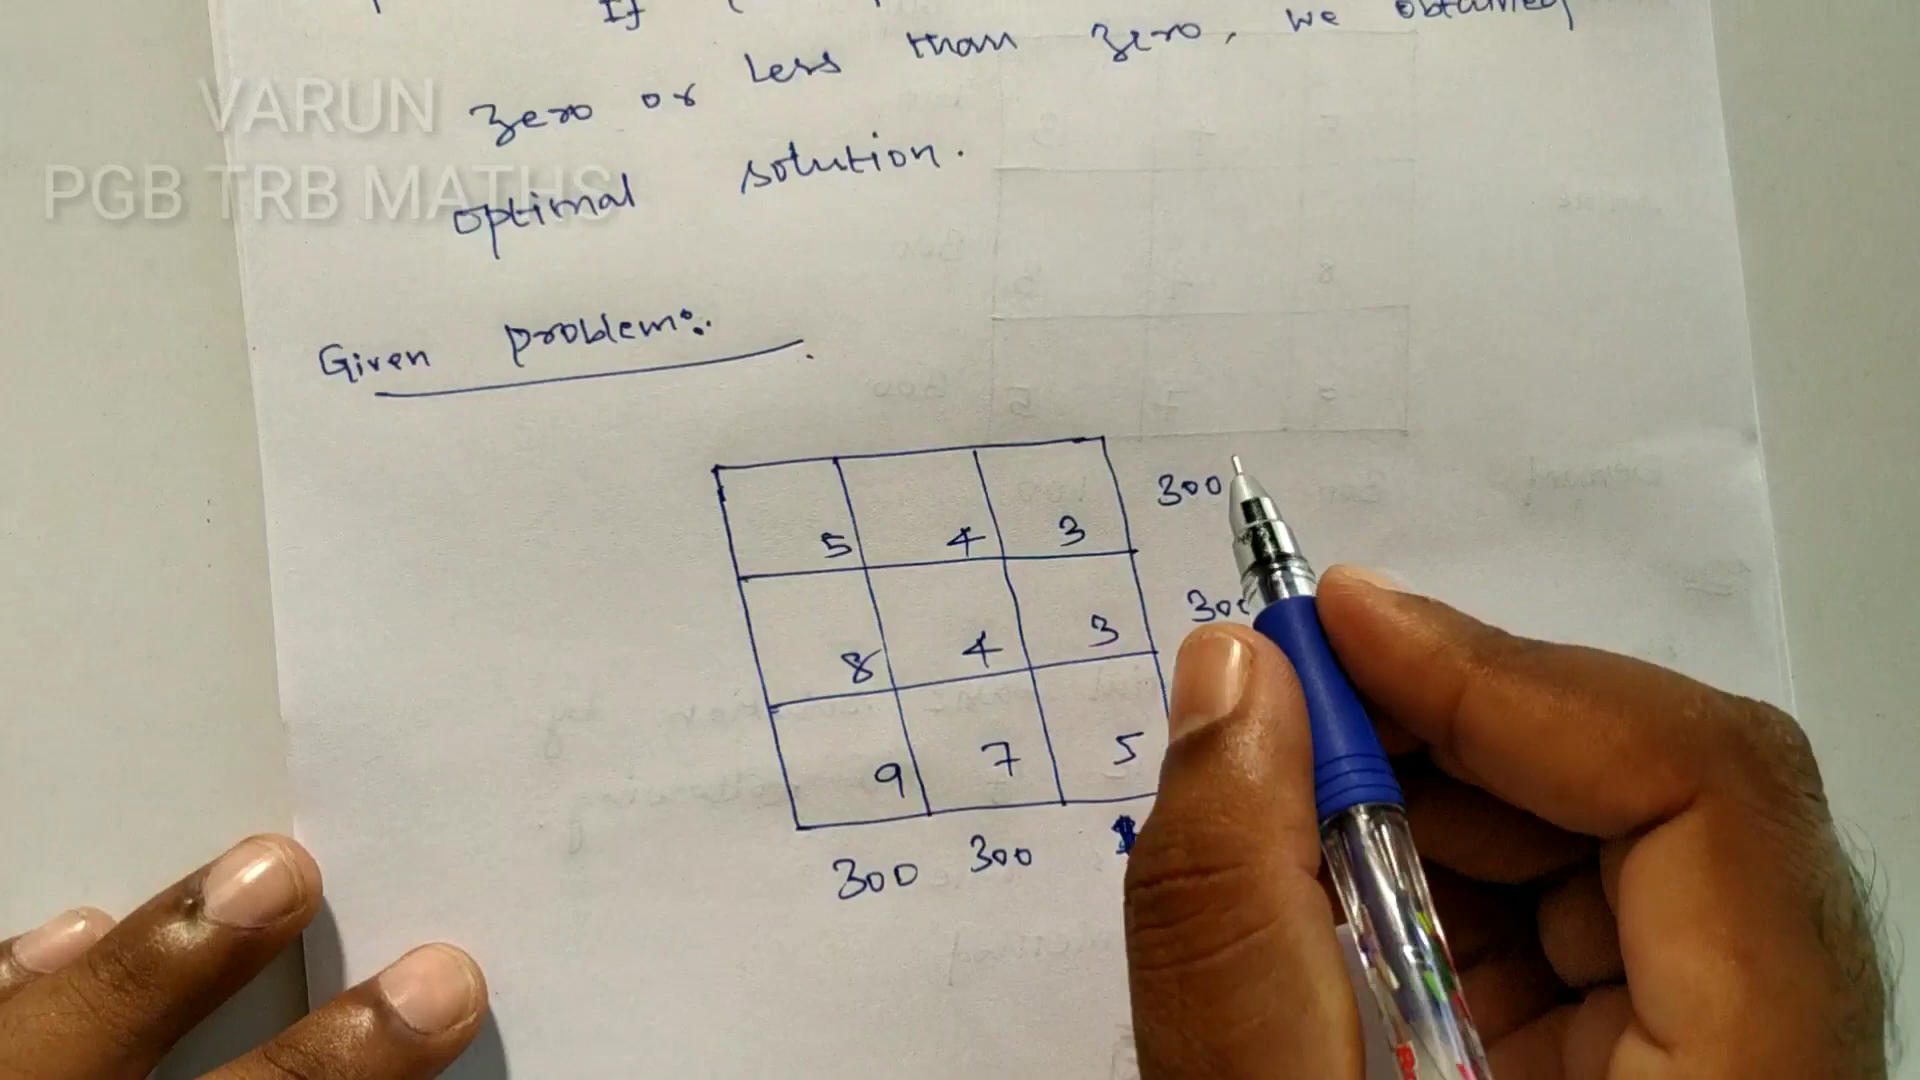 If
zero or less than zero, we obtained
optimal solution.
Given problem:.
5 4 3 300
8 4 3 300
9 7 5
300 300
VARUN
PGB TRB MATHS